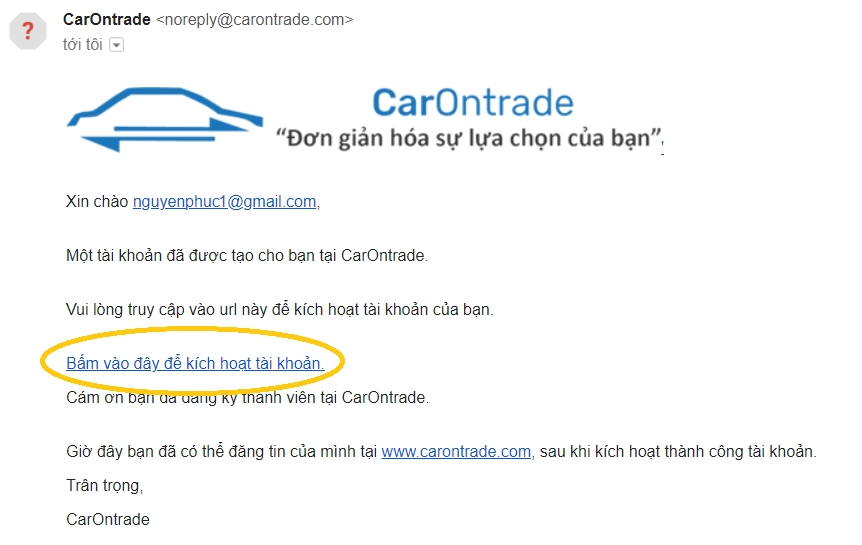 CarOntrade <noreply@carontrade.com>
tới tôi
?
CarOntrade
“Đơn giản hóa sự lựa chọn của bạn”,
Xin chào nguyenphuc1@gmail.com,
Một tài khoản đã được tạo cho bạn tại CarOntrade.
Vui lòng truy cập vào url này để kích hoạt tài khoản của bạn.
Bấm vào đây để kích hoạt tài khoản.
Cám ơn bạn đã đăng ký thành viên tại CarOntrade.
Giờ đây bạn đã có thể đăng tin của mình tại www.carontrade.com, sau khi kích hoạt thành công tài khoản.
Trân trọng,
CarOntrade